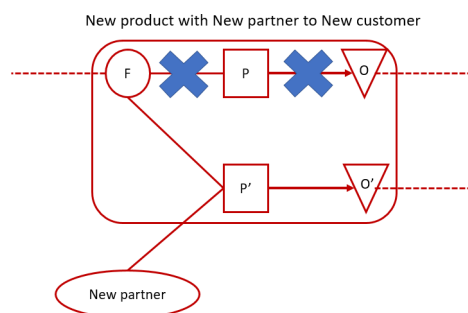 New product with New partner to New customer
F
P
O
P’
O’
New partner